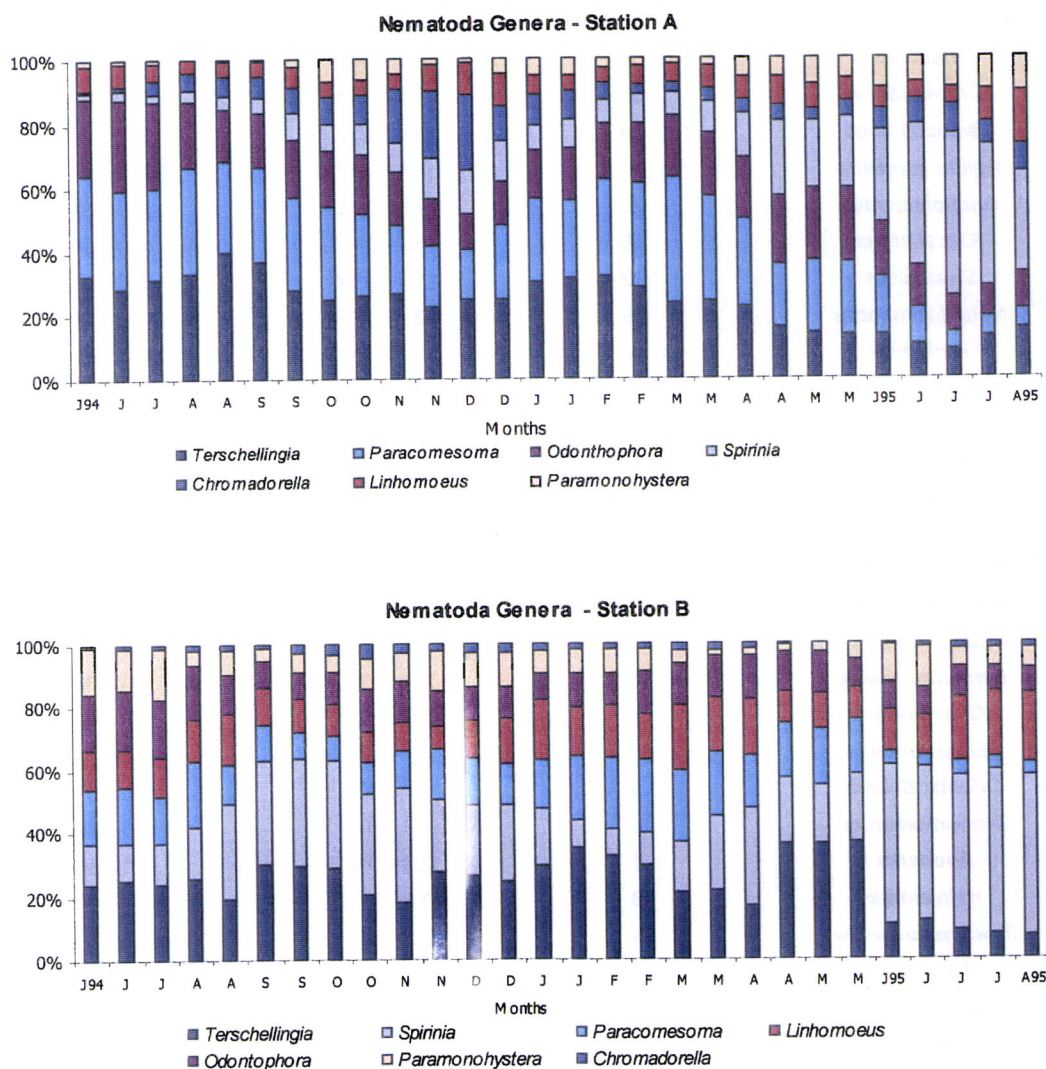 Nematoda Genera - Station A
100%
80%
60%
40%
20%
0%
J94 J J A A S S O O N N D D J J F F M M A A M M J95 J J J A95
Months
Terschellingia Paracomesoma Odonthophora Spirinia
Chromadorella Linhomoeus Paramonohystera
Nematoda Genera - Station B
100%
80%
60%
40%
20%
0%
J94 J J A A S S O O N N D D J J F F M M A A M M J95 J J J A95
Months
Terschellingia Spirinia Paracomesoma Linhomoeus
Odontophora Paramonohystera Chromadorella